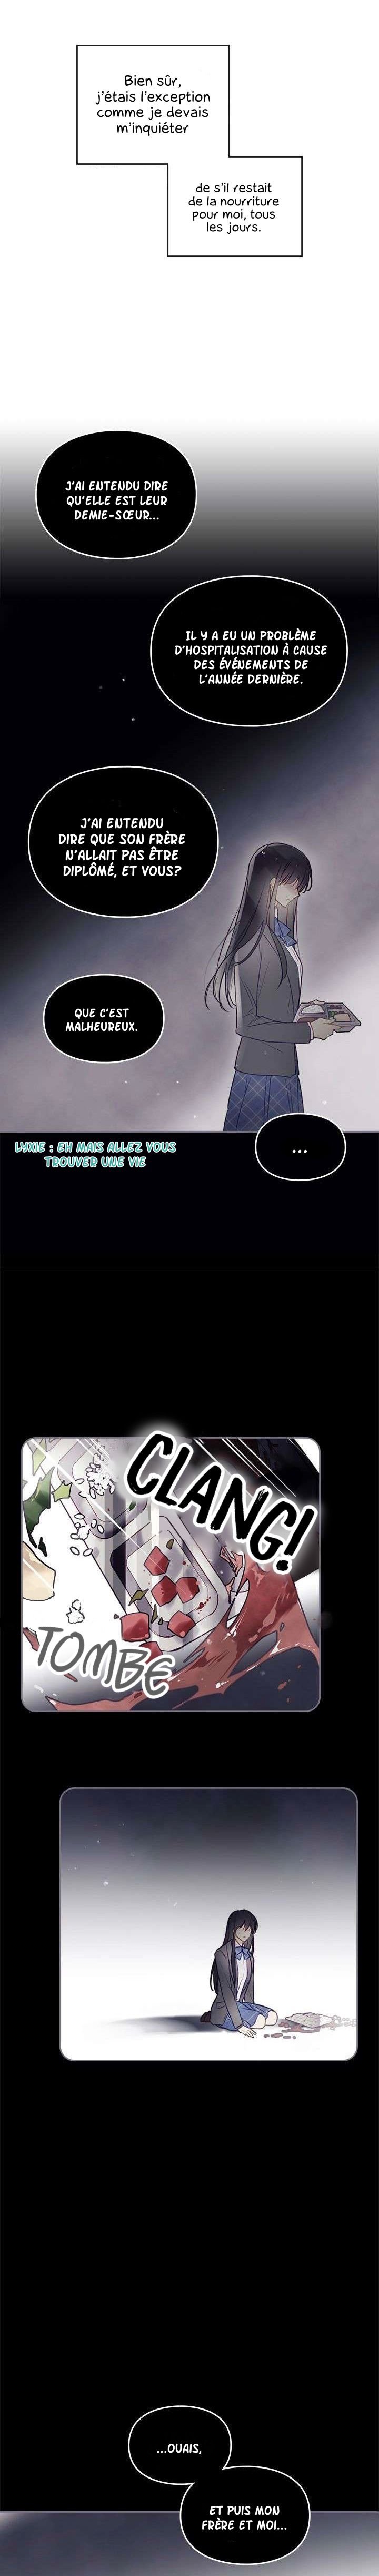 Bien sûr,
j'étais l'exception
comme je devais
m'inquiéter
de s'il restait
de la nourriture
pour moi, tous
les jours.
J'AI ENTENDU DIRE
QU'ELLE EST LEUR
DEMIE-SŒUR...
IL Y A EU UN PROBLÈME
D'HOSPITALISATION À CAUSE
DES ÉVÉNEMENTS DE
L'ANNÉE DERNIÈRE.
J'AI ENTENDU
DIRE QUE SON FRÈRE
N'ALLAIT PAS ÊTRE
DIPLÔMÉ, ET VOUS?
QUE C'EST
MALHEUREUX.
LYXIE : EH MAIS ALLEZ VOUS
TROUVER UNE VIE
...
CLANG!
TOMBE
...OUAIS,
ET PUIS MON
FRÈRE ET MOI...